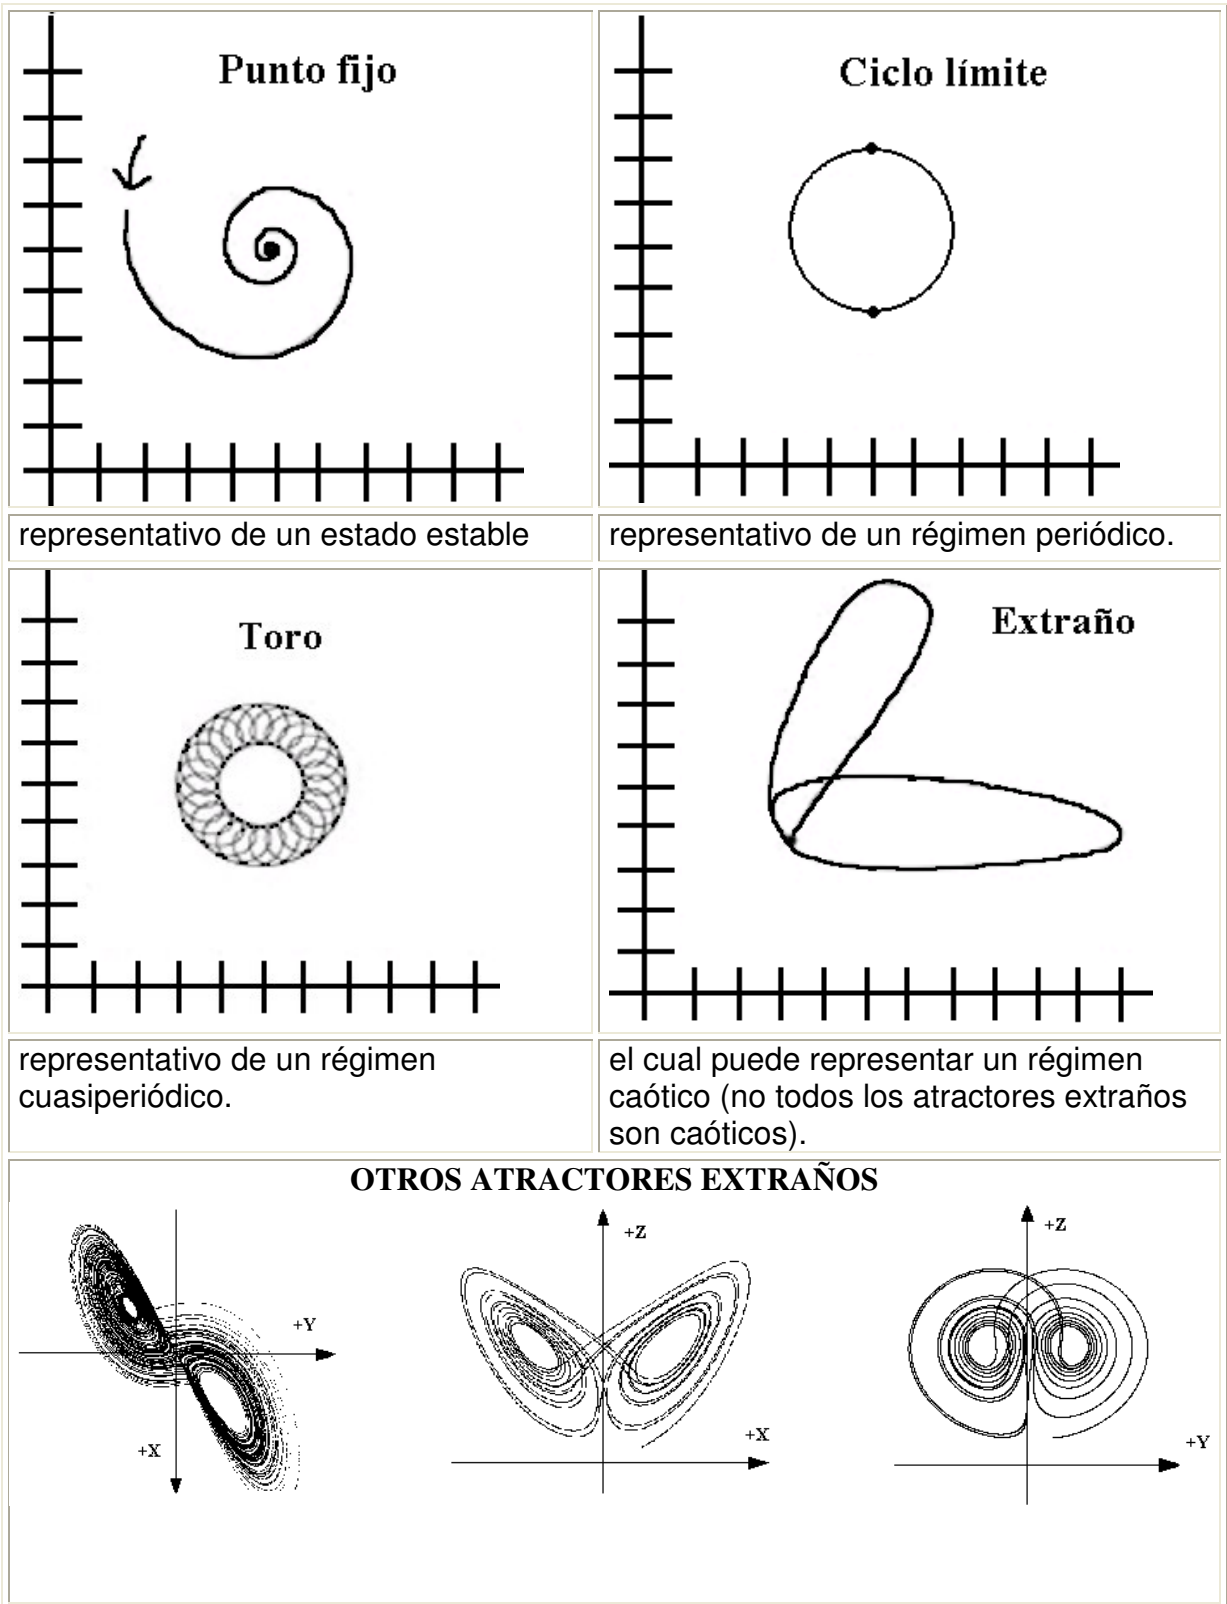 Punto fijo
Ciclo límite
representativo de un estado estable
representativo de un régimen periódico.
Toro
Extraño
representativo de un régimen
cuasiperiódico.
el cual puede representar un régimen
caótico (no todos los atractores extraños
son caóticos).
OTROS ATRACTORES EXTRAÑOS
+Y
+X
+Z
+X
+Z
+Y